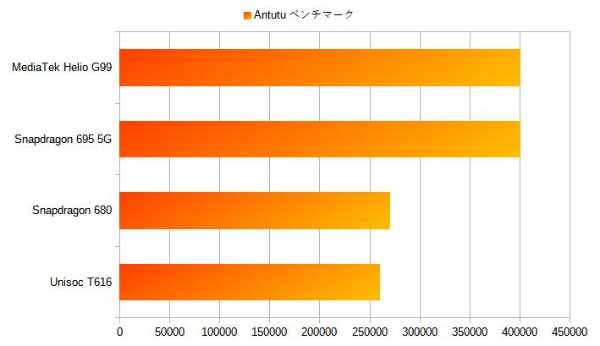 Antutu ベンチマーク
MediaTek Helio G99
Snapdragon 695 5G
Snapdragon 680
Unisoc T616
0 50000 100000 150000 200000 250000 300000 350000 400000 450000